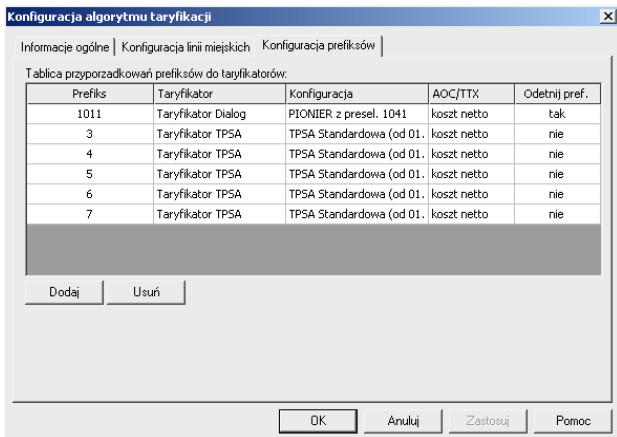 Konfiguracja algorytmu taryfikacji
Informacje ogólne Konfiguracja linii miejskich Konfiguracja prefiksów
Tablica przyporzadkowań prefiksów do taryfikatorów:
Prefiks Taryfikator Konfiguracja AOC/TTX Odetnij pref.
1011 Taryfikator Dialog PIONIER z presel. 1041 koszt netto tak
3 Taryfikator TPSA TPSA Standardowa (od 01. koszt netto nie
4 Taryfikator TPSA TPSA Standardowa (od 01. koszt netto nie
5 Taryfikator TPSA TPSA Standardowa (od 01. koszt netto nie
6 Taryfikator TPSA TPSA Standardowa (od 01. koszt netto nie
7 Taryfikator TPSA TPSA Standardowa (od 01. koszt netto nie
Dodaj Usuń
OK Anuluj Zastosuj Pomoc